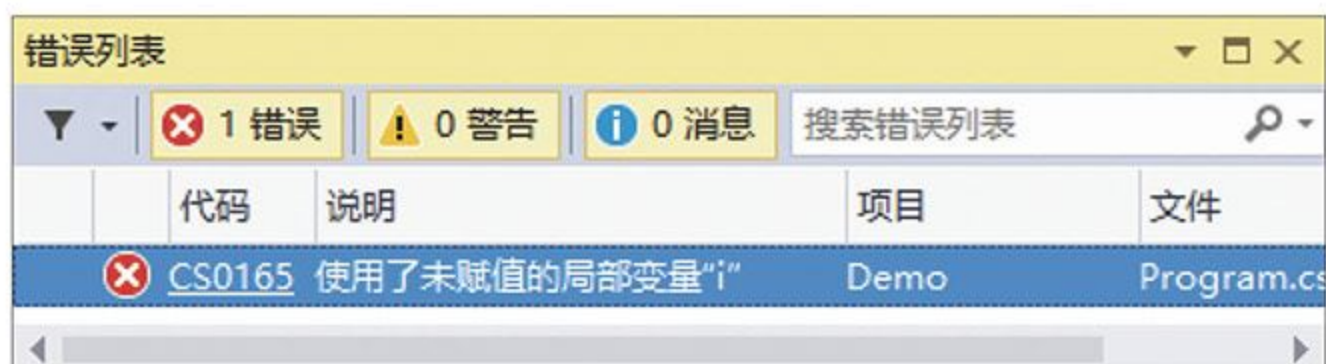 错误列表
1 错误 0 警告 0 消息 搜索错误列表
代码 说明 项目 文件
CS0165 使用了未赋值的局部变量"i" Demo Program.cs